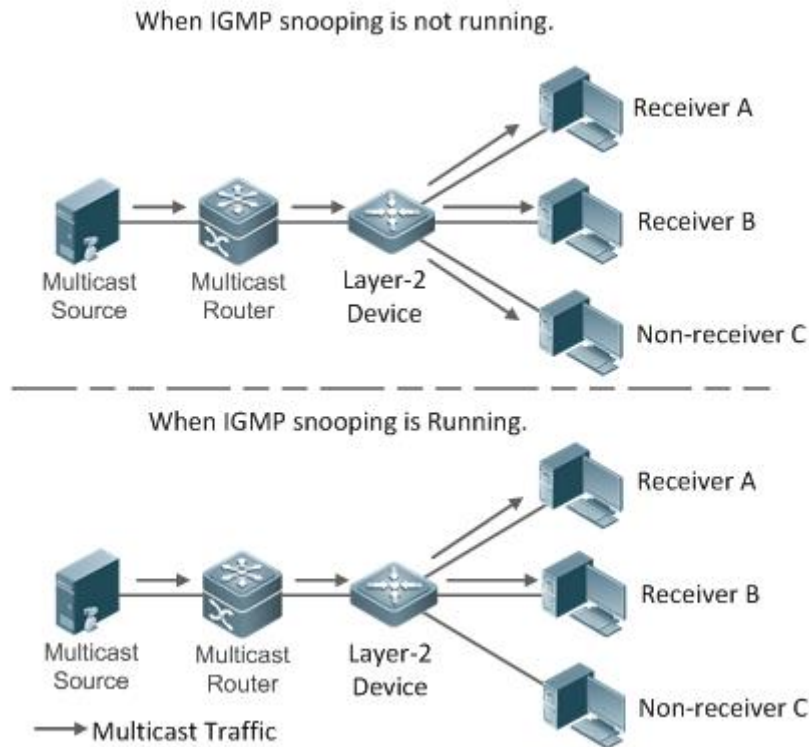 When IGMP snooping is not running.
Receiver A
Receiver B
Multicast
Source
Multicast
Router
Layer-2
Device
Non-receiver C
When IGMP snooping is Running.
Receiver A
Receiver B
Multicast
Source
Multicast
Router
Layer-2
Device
Non-receiver C
Multicast Traffic